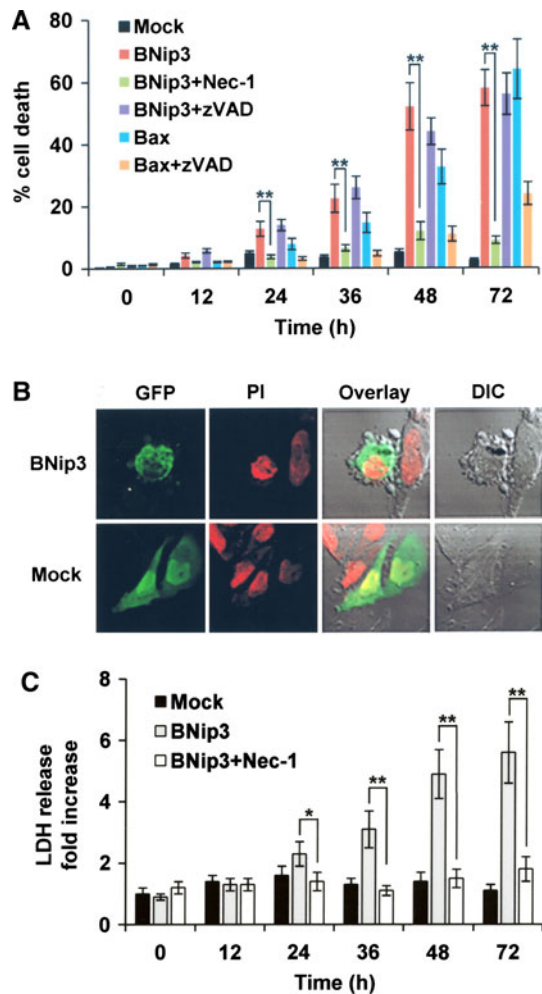 A
80
60
40
20
0
% cell death
Mock
BNip3
BNip3+Nec-1
BNip3+zVAD
Bax
Bax+zVAD
** ** ** **
0 12 24 36 48 72
Time (h)
B
GFP PI Overlay DIC
BNip3
Mock
C
8
6
4
2
0
LDH release
fold increase
Mock
BNip3
BNip3+Nec-1
* ** ** **
0 12 24 36 48 72
Time (h)